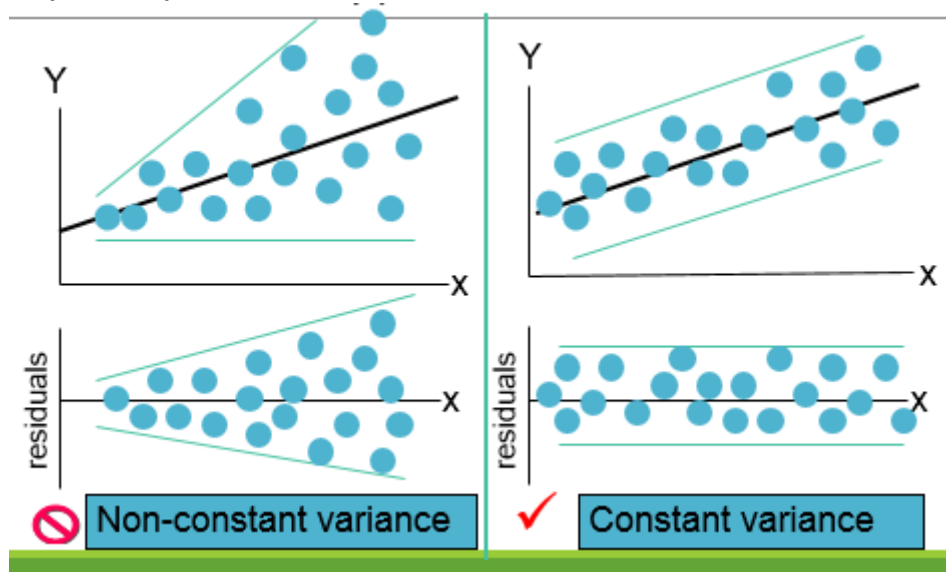 Y
X
residuals
X
Non-constant variance
Y
X
residuals
X
Constant variance